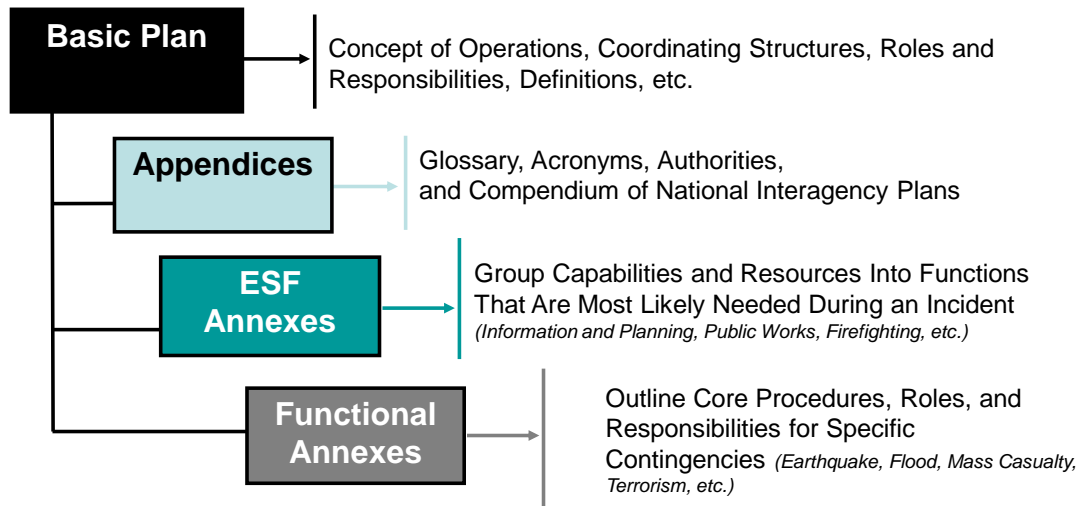 Basic Plan
Concept of Operations, Coordinating Structures, Roles and
Responsibilities, Definitions, etc.
Appendices
Glossary, Acronyms, Authorities,
and Compendium of National Interagency Plans
ESF
Annexes
Group Capabilities and Resources Into Functions
That Are Most Likely Needed During an Incident
(Information and Planning, Public Works, Firefighting, etc.)
Functional
Annexes
Outline Core Procedures, Roles, and
Responsibilities for Specific
Contingencies (Earthquake, Flood, Mass Casualty,
Terrorism, etc.)